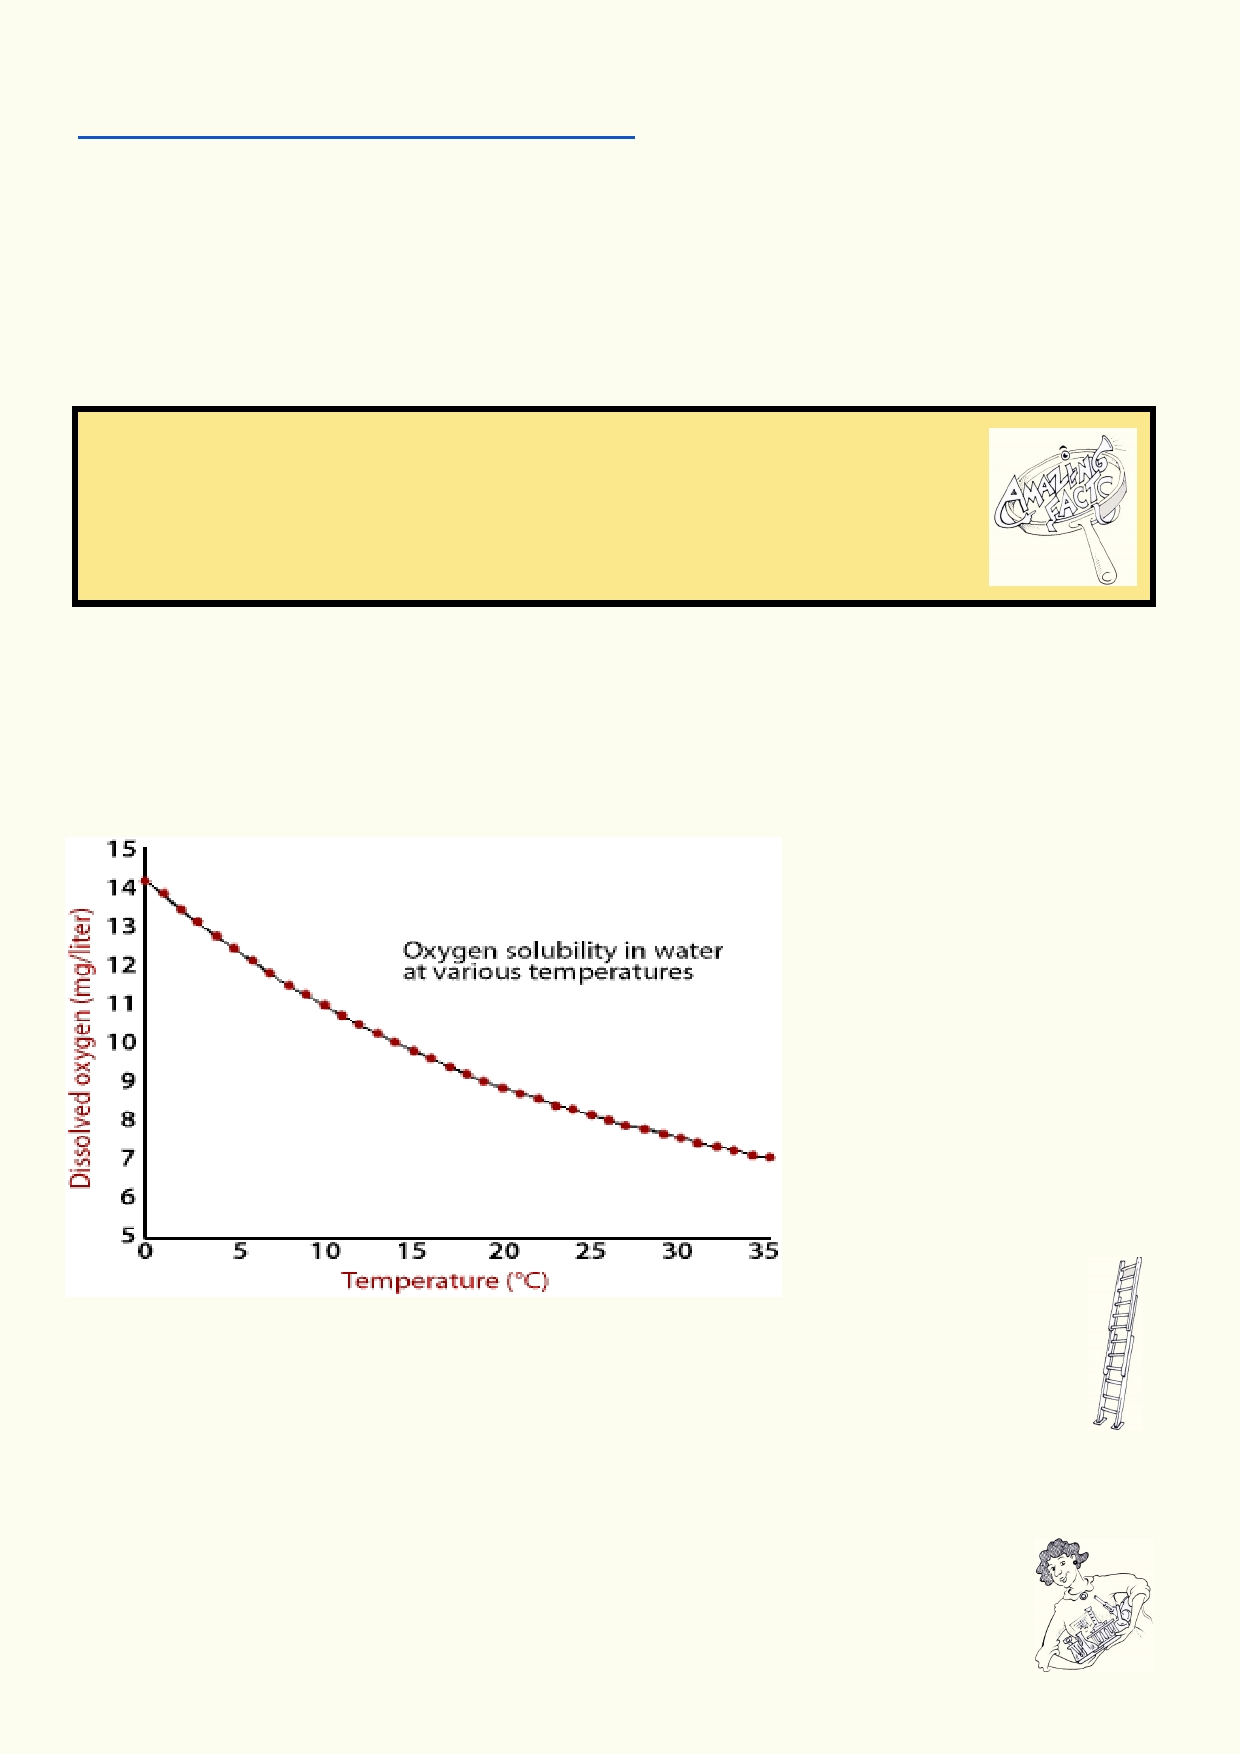 AMAZING
FACTS
15
14
13
12
11
10
9
8
7
6
5
Dissolved oxygen (mg/liter)
Oxygen solubility in water
at various temperatures
0 5 10 15 20 25 30 35
Temperature (°C)